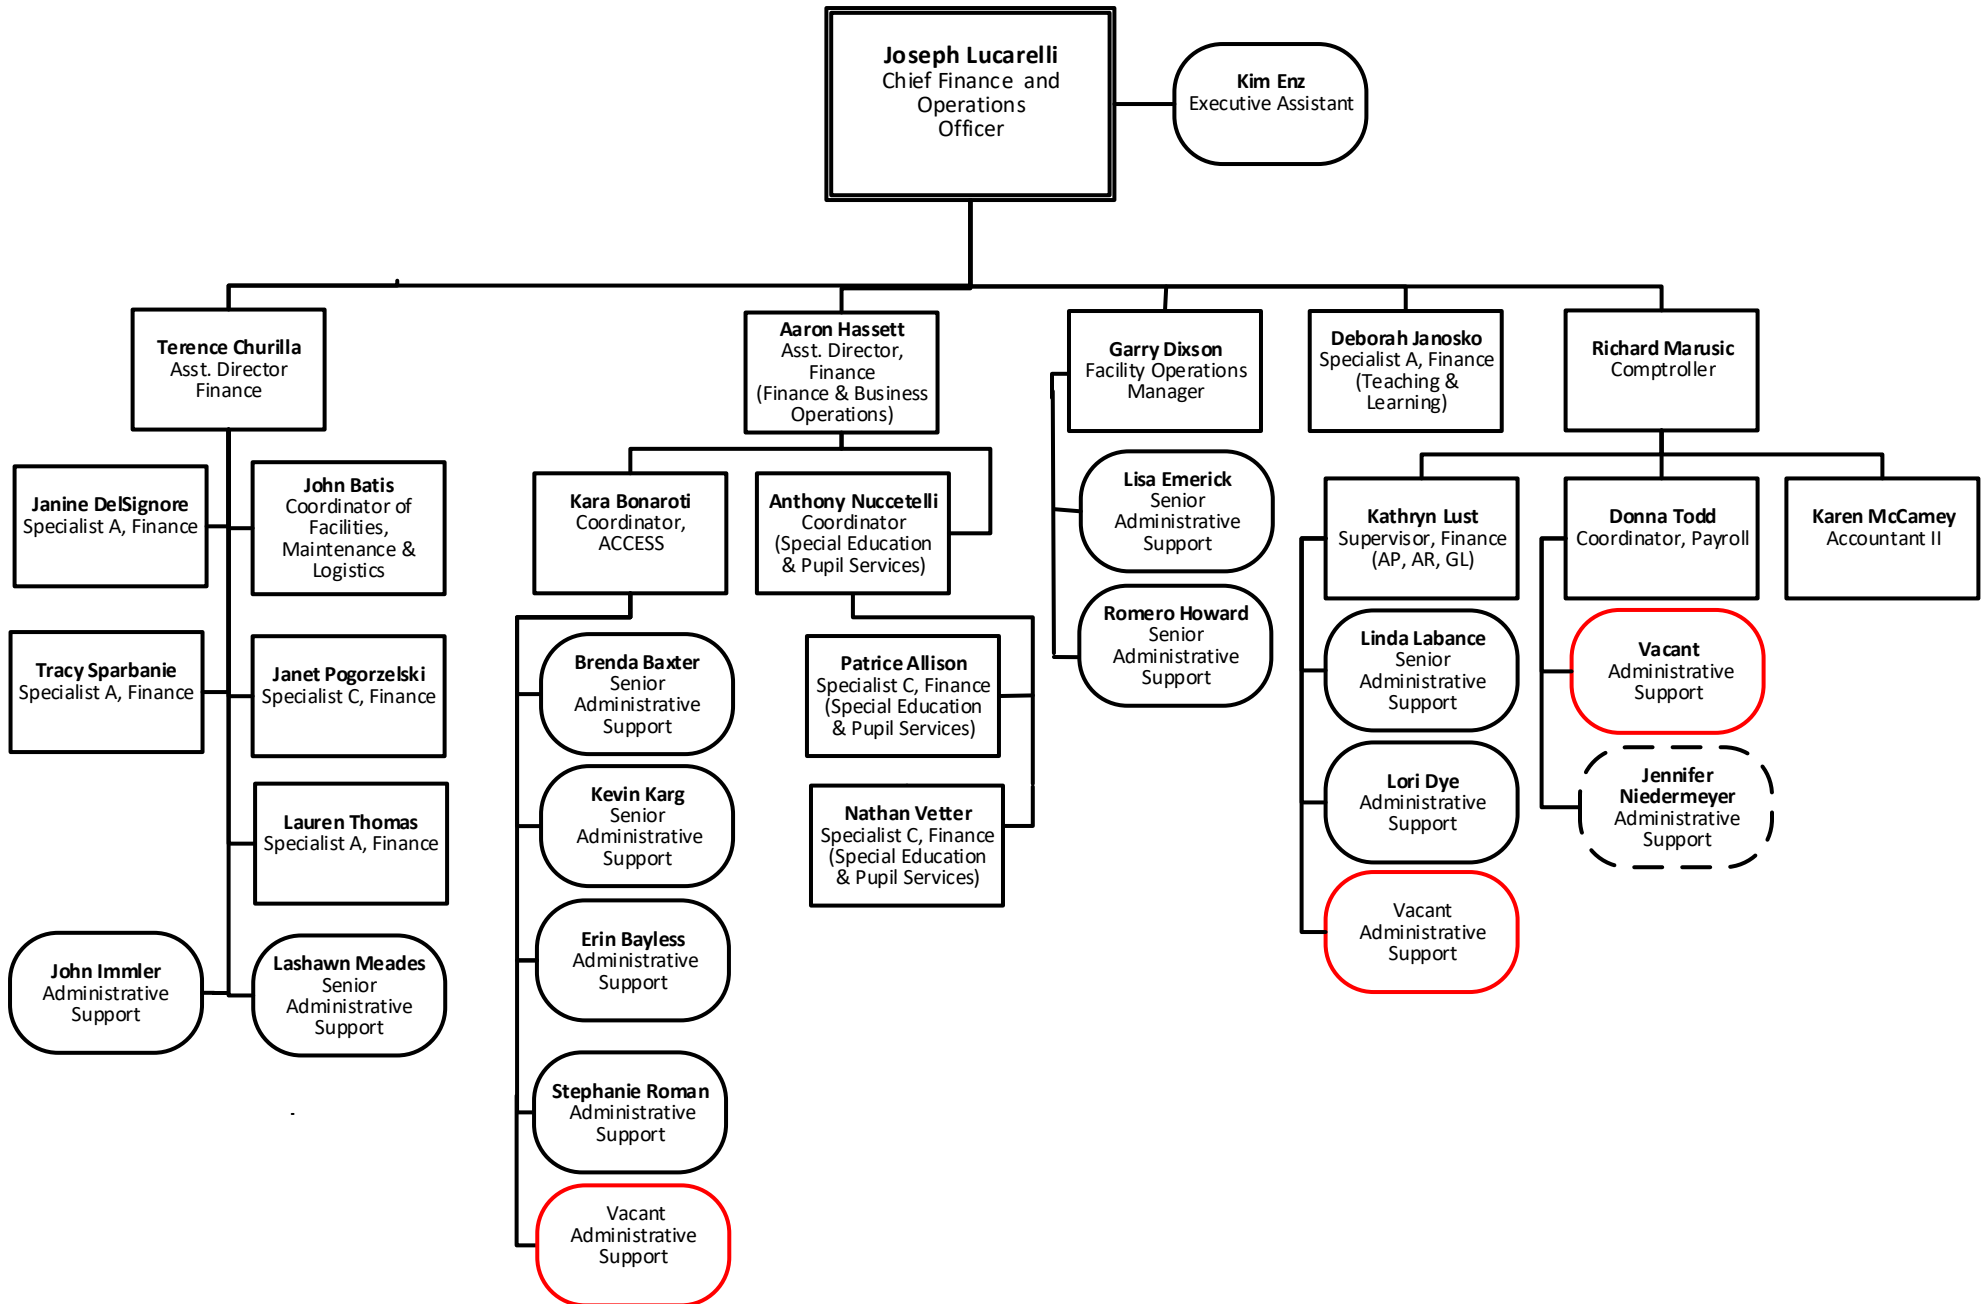 Joseph Lucarelli
Chief Finance and
Operations
Officer
Kim Enz
Executive Assistant
Terence Churilla
Asst. Director
Finance
Aaron Hassett
Asst. Director,
Finance
(Finance & Business
Operations)
Garry Dixson
Facility Operations
Manager
Deborah Janosko
Specialist A, Finance
(Teaching &
Learning)
Richard Marusic
Comptroller
Janine DelSignore
Specialist A, Finance
John Batis
Coordinator of
Facilities,
Maintenance &
Logistics
Tracy Sparbanie
Specialist A, Finance
Janet Pogorzelski
Specialist C, Finance
Lauren Thomas
Specialist A, Finance
John Immler
Administrative
Support
Lashawn Meades
Senior
Administrative
Support
Kara Bonaroti
Coordinator,
ACCESS
Anthony Nuccetelli
Coordinator
(Special Education
& Pupil Services)
Brenda Baxter
Senior
Administrative
Support
Kevin Karg
Senior
Administrative
Support
Erin Bayless
Administrative
Support
Stephanie Roman
Administrative
Support
Vacant
Administrative
Support
Patrice Allison
Specialist C, Finance
(Special Education
& Pupil Services)
Nathan Vetter
Specialist C, Finance
(Special Education
& Pupil Services)
Lisa Emerick
Senior
Administrative
Support
Romero Howard
Senior
Administrative
Support
Kathryn Lust
Supervisor, Finance
(AP, AR, GL)
Donna Todd
Coordinator, Payroll
Karen McCamey
Accountant II
Linda Labance
Senior
Administrative
Support
Lori Dye
Administrative
Support
Vacant
Administrative
Support
Vacant
Administrative
Support
Jennifer
Niedermeyer
Administrative
Support